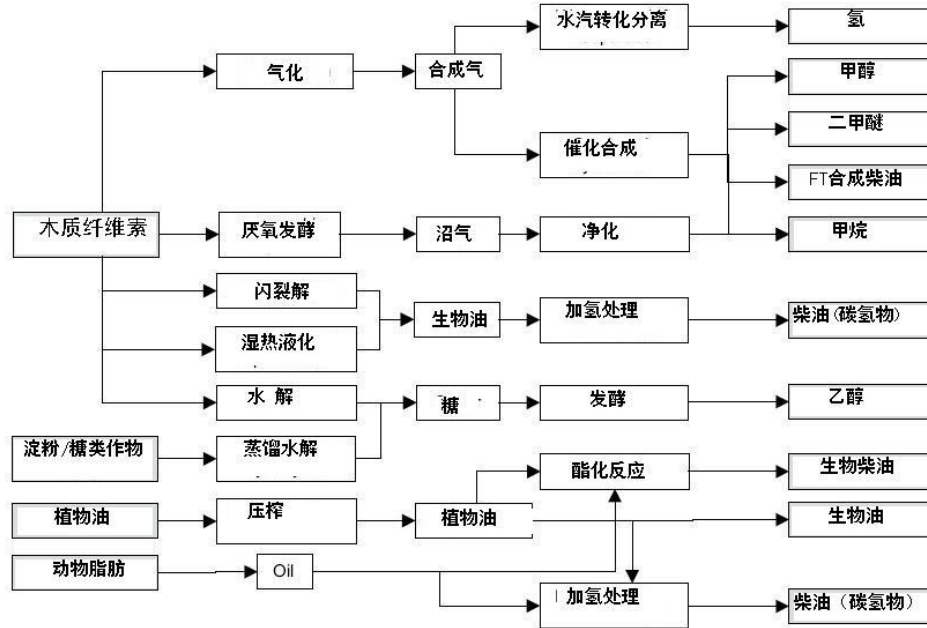 水汽转化分离
氢
气化
合成气
甲醇
二甲醚
催化合成
FT合成柴油
木质纤维素
厌氧发酵
沼气
净化
甲烷
闪裂解
生物油
加氢处理
柴油(碳氢物)
湿热液化
水 解
糖
发酵
乙醇
淀粉/糖类作物
蒸馏水解
酯化反应
生物柴油
植物油
压榨
植物油
生物油
动物脂肪
Oil
加氢处理
柴油（碳氢物）